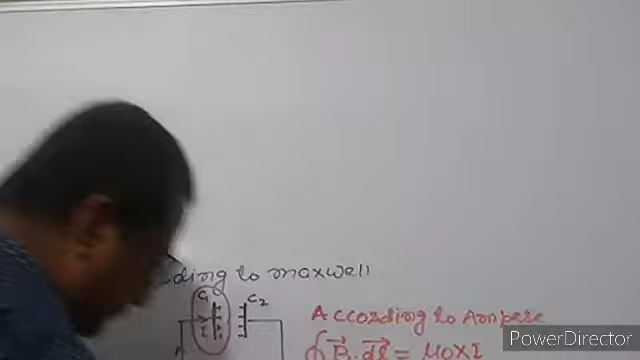 ding to maxwell
C1 C2
I
According to Ampere
∮ B⃗.dl⃗ = μ0 X I
PowerDirector